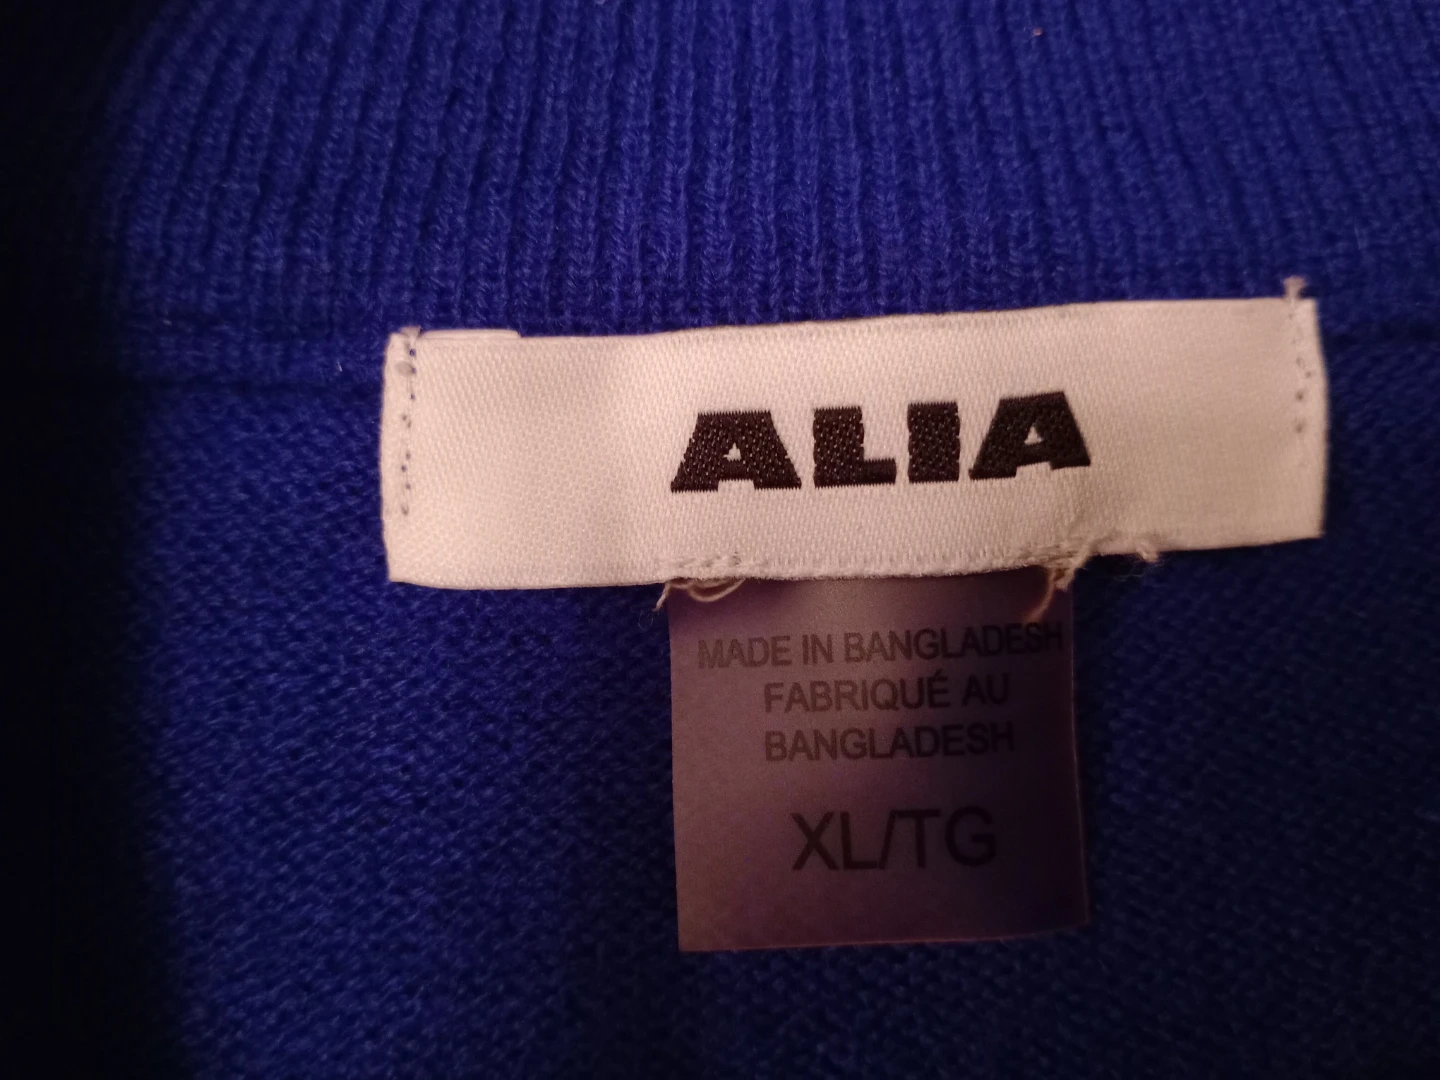 ALIA
MADE IN BANGLADESH
FABRIQUÉ AU
BANGLADESH
XL/TG